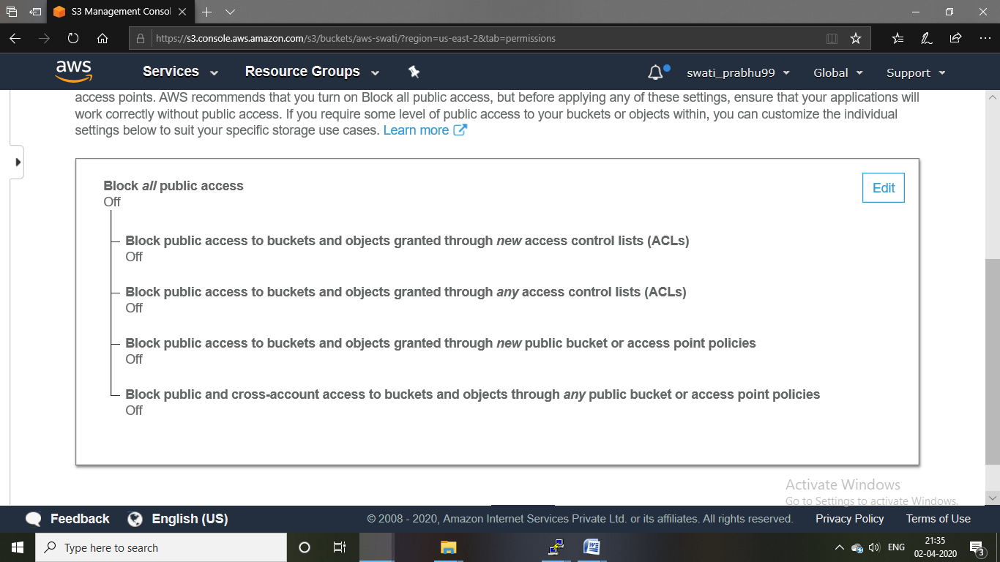 S3 Management Consol
https://s3.console.aws.amazon.com/s3/buckets/aws-swati/?region=us-east-2&tab=permissions
aws
Services
Resource Groups
swati_prabhu99
Global
Support
access points. AWS recommends that you turn on Block all public access, but before applying any of these settings, ensure that your applications will
work correctly without public access. If you require some level of public access to your buckets or objects within, you can customize the individual
settings below to suit your specific storage use cases. Learn more
Block all public access
Edit
Off
Block public access to buckets and objects granted through new access control lists (ACLs)
Off
Block public access to buckets and objects granted through any access control lists (ACLs)
Off
Block public access to buckets and objects granted through new public bucket or access point policies
Off
Block public and cross-account access to buckets and objects through any public bucket or access point policies
Off
Activate Windows
Go to Settings to activate Windows.
Feedback
English (US)
© 2008 - 2020, Amazon Internet Services Private Ltd. or its affiliates. All rights reserved.
Privacy Policy
Terms of Use
Type here to search
ENG
21:35
02-04-2020
3